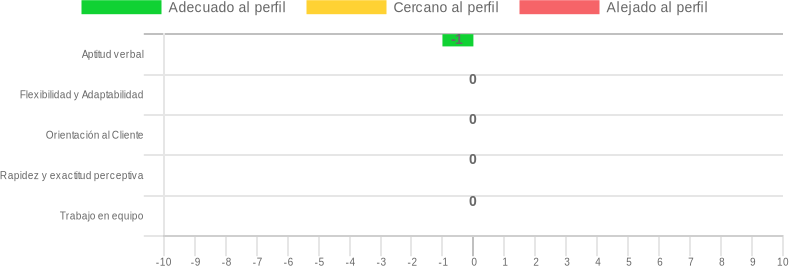 Adecuado al perfil Cercano al perfil Alejado al perfil
Aptitud verbal -1
Flexibilidad y Adaptabilidad 0
Orientación al Cliente 0
Rapidez y exactitud perceptiva 0
Trabajo en equipo 0
-10 -9 -8 -7 -6 -5 -4 -3 -2 -1 0 1 2 3 4 5 6 7 8 9 10